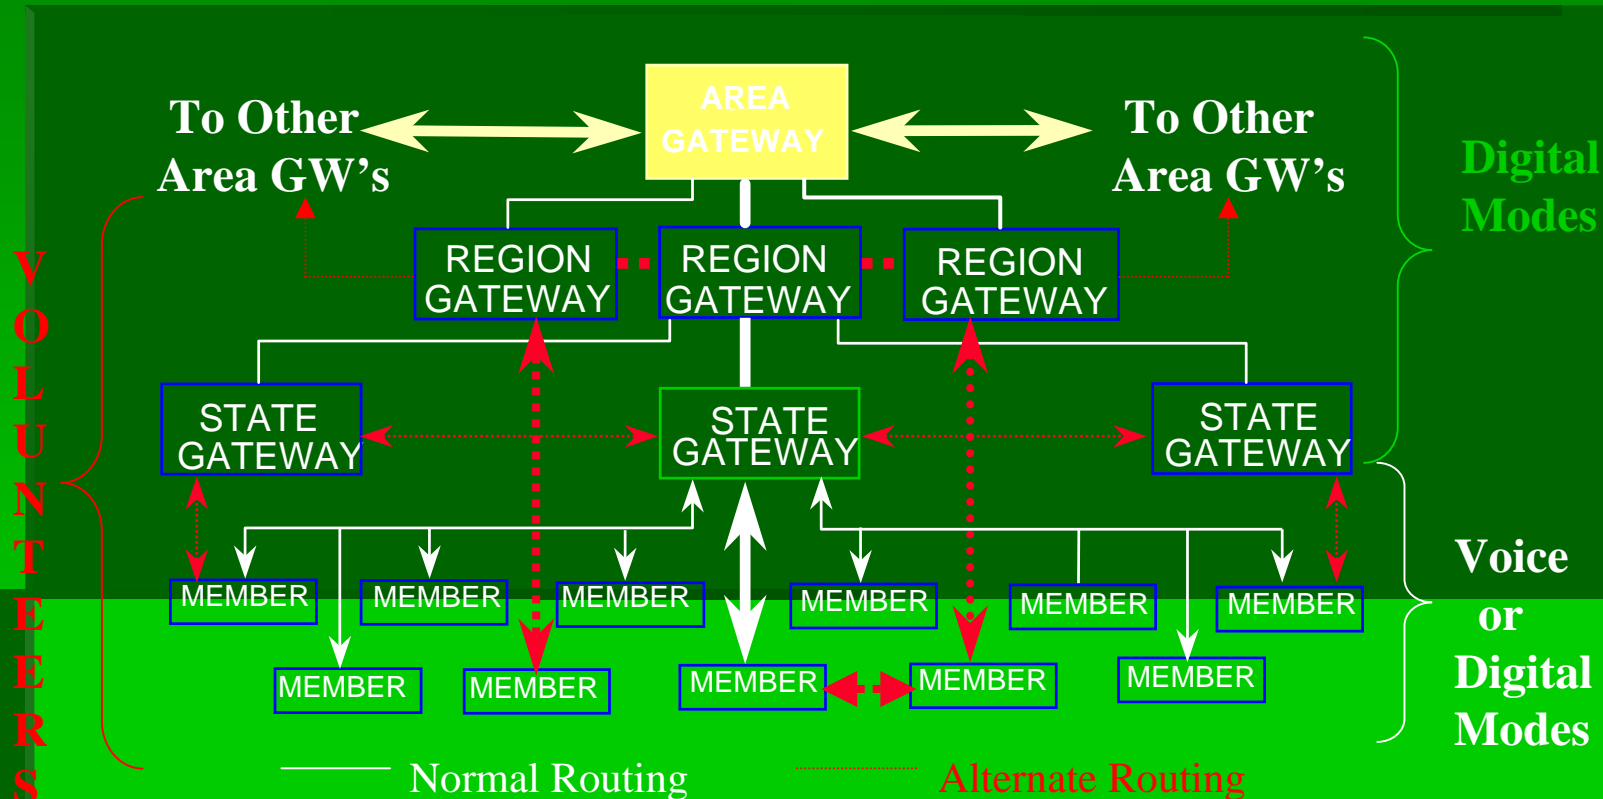 AREA
GATEWAY
To Other
Area GW's
To Other
Area GW's
Digital
Modes
REGION
GATEWAY
REGION
GATEWAY
REGION
GATEWAY
V
O
L
U
N
T
E
E
R
S
STATE
GATEWAY
STATE
GATEWAY
STATE
GATEWAY
MEMBER
MEMBER
MEMBER
MEMBER
MEMBER
MEMBER
MEMBER
MEMBER
MEMBER
MEMBER
MEMBER
Voice
or
Digital
Modes
Normal Routing
Alternate Routing